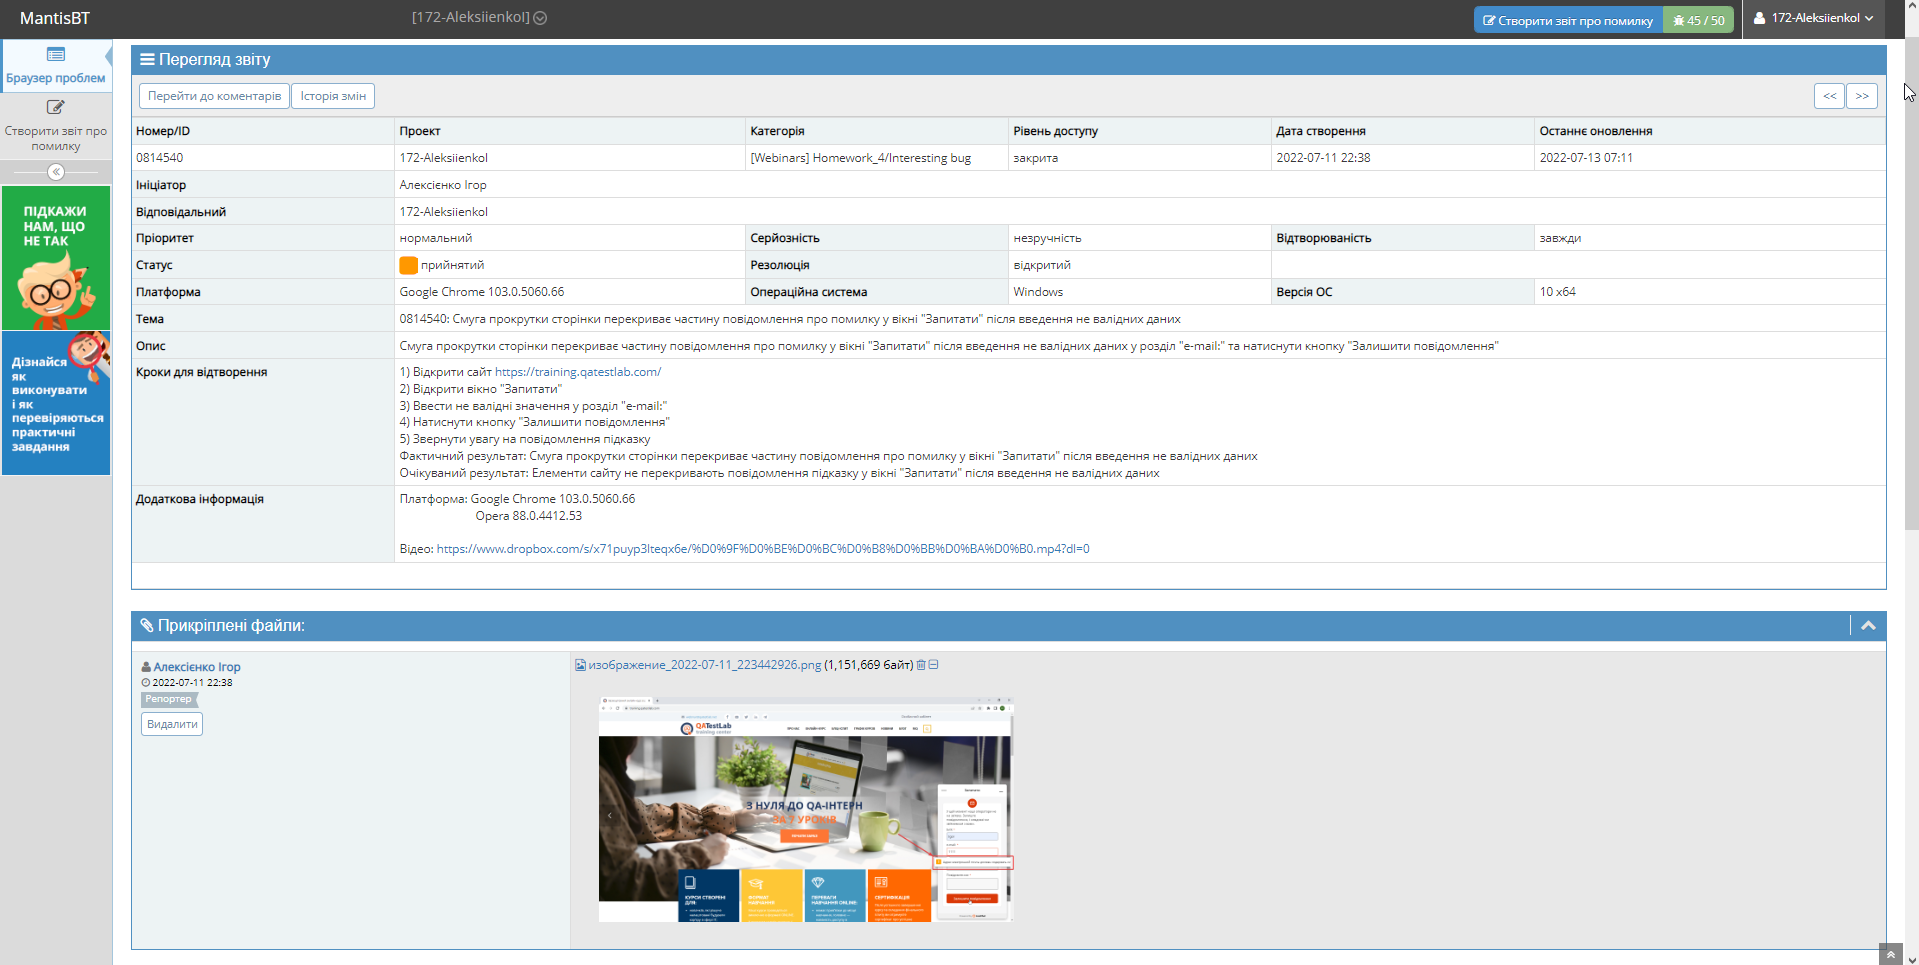 MantisBT
[172-Aleksiienkol]
Створити звіт про помилку
45 / 50
172-Aleksiienkol
Браузер проблем
Створити звіт про
помилку
ПІДКАЖИ
НАМ, ЩО
НЕ ТАК
Дізнайся
як
виконувати
і як
перевіряються
практичні
завдання
Перегляд звіту
Перейти до коментарів
Історія змін
<<
>>
Номер/ID Проект Категорія Рівень доступу Дата створення Останнє оновлення
0814540 172-Aleksiienkol [Webinars] Homework_4/Interesting bug закрита 2022-07-11 22:38 2022-07-13 07:11
Ініціатор Алексієнко Ігор
Відповідальний 172-Aleksiienkol
Пріоритет нормальний Серйозність незручність Відтворюваність завжди
Статус прийнятий Резолюція відкритий
Платформа Google Chrome 103.0.5060.66 Операційна система Windows Версія ОС 10 x64
Тема 0814540: Смуга прокрутки сторінки перекриває частину повідомлення про помилку у вікні "Запитати" після введення не валідних даних
Опис Смуга прокрутки сторінки перекриває частину повідомлення про помилку у вікні "Запитати" після введення не валідних даних у розділ "e-mail:" та натиснути кнопку "Залишити повідомлення"
Кроки для відтворення 1) Відкрити сайт https://training.qatestlab.com/
2) Відкрити вікно "Запитати"
3) Ввести не валідні значення у розділ "e-mail:"
4) Натиснути кнопку "Залишити повідомлення"
5) Звернути увагу на повідомлення підказку
Фактичний результат: Смуга прокрутки сторінки перекриває частину повідомлення про помилку у вікні "Запитати" після введення не валідних даних
Очікуваний результат: Елементи сайту не перекривають повідомлення підказку у вікні "Запитати" після введення не валідних даних
Додаткова інформація Платформа: Google Chrome 103.0.5060.66
Opera 88.0.4412.53
Відео: https://www.dropbox.com/s/x71puyp3lteqx6e/%D0%9F%D0%BE%D0%BC%D0%B8%D0%BB%D0%BA%D0%B0.mp4?dl=0
Прикріплені файли:
Алексієнко Ігор
2022-07-11 22:38
Репортер
Видалити
изображение_2022-07-11_223442926.png (1,151,669 байт)
QATestLab
training center
З НУЛЯ ДО QA-ІНТЕРН
ЗА 7 УРОКІВ
КУРСИ СТВОРЕНІ
ДЛЯ:
ФОРМАТ
НАВЧАННЯ
ПЕРЕВАГИ
НАВЧАННЯ ONLINE:
СЕРТИФІКАЦІЯ